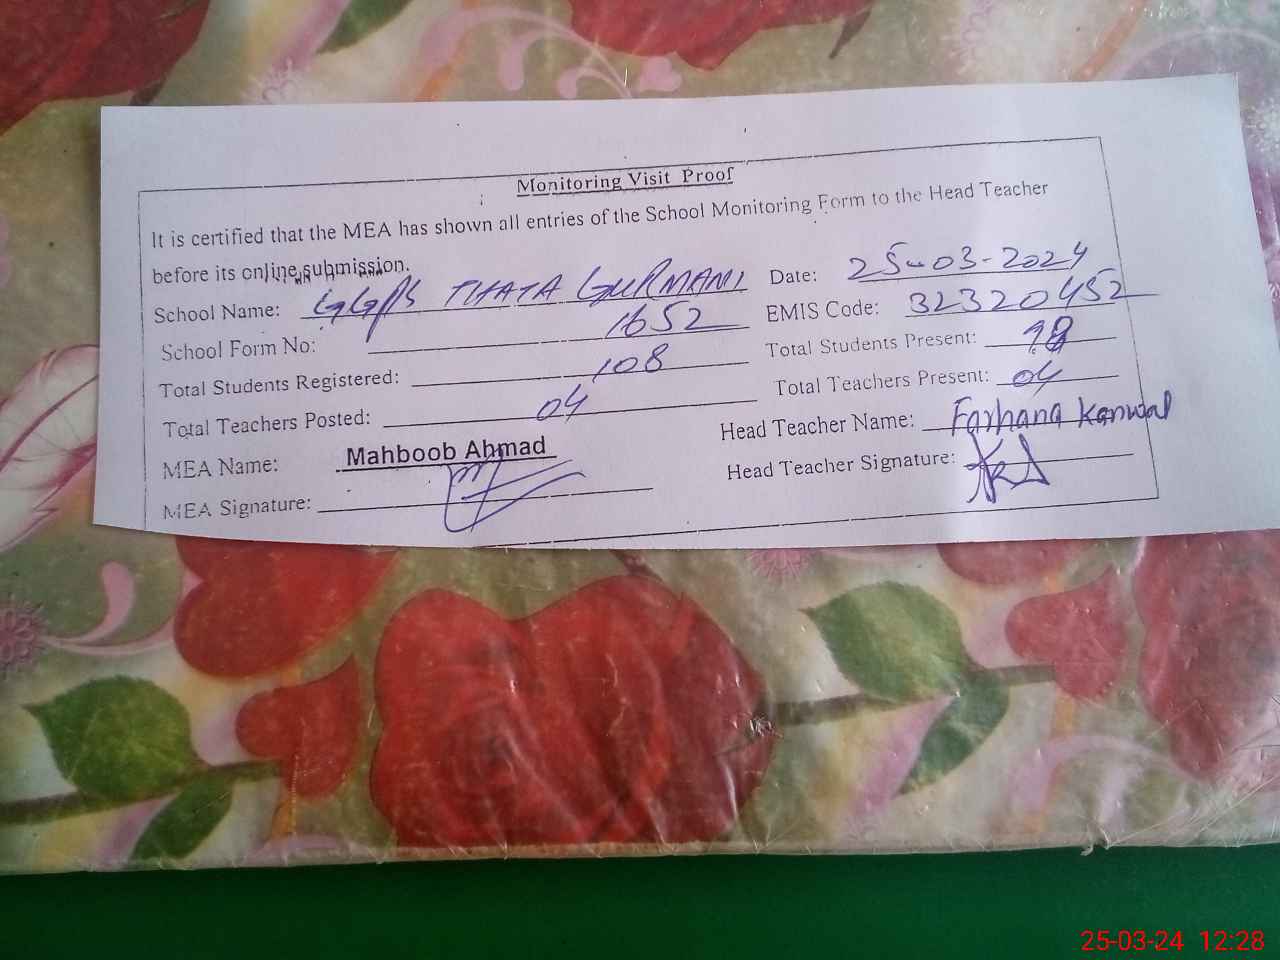 Monitoring Visit Proof
It is certified that the MEA has shown all entries of the School Monitoring Form to the Head Teacher
before its online submission.
School Name: GGPS THATA GURMANI Date: 25-03-2024
School Form No: 1652 EMIS Code: 32320452
Total Students Registered: 108 Total Students Present:
Total Teachers Posted: 04 Total Teachers Present: 04
MEA Name: Mahboob Ahmad Head Teacher Name: Farhana Kanwal
MEA Signature: Head Teacher Signature:
25-03-24 12:28